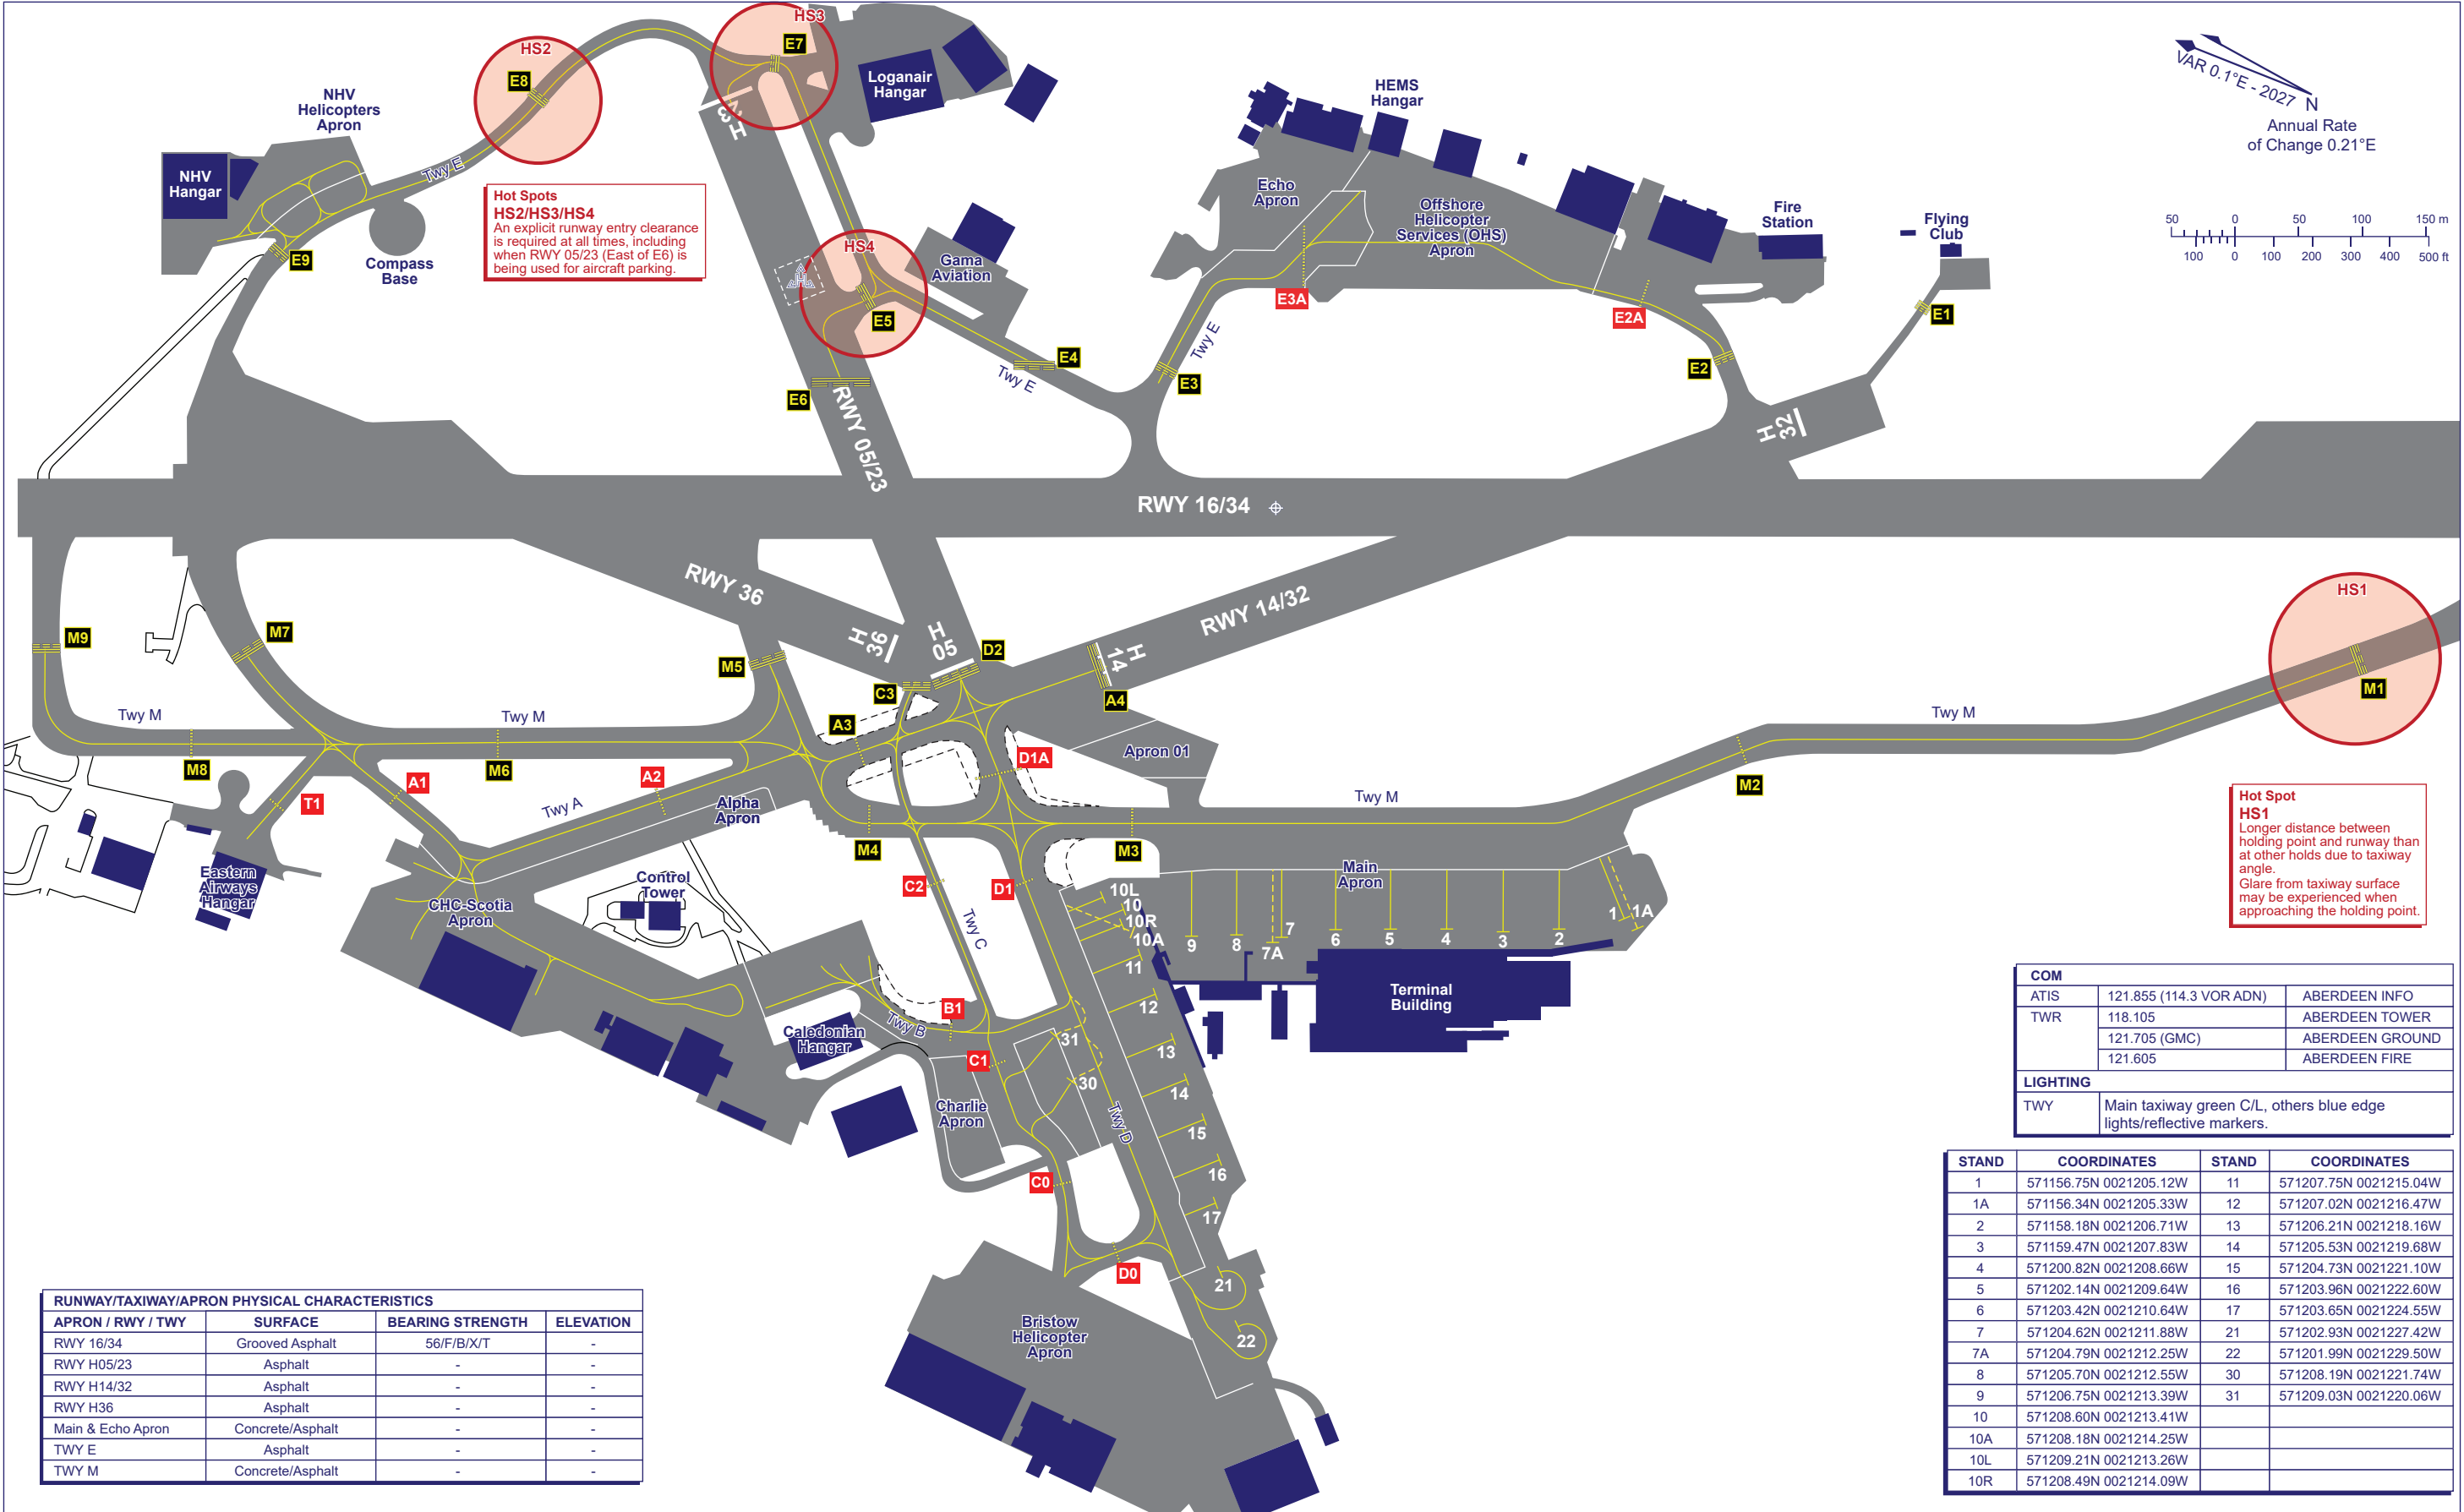 HS3
E7
HS2
E8
Loganair
Hangar
HEMS
Hangar
VAR 0.1°E - 2027
N
Annual Rate
of Change 0.21°E
NHV
Helicopters
Apron
H
23
NHV
Hangar
Twy E
Echo
Apron
Offshore
Helicopter
Services (OHS)
Apron
Fire
Station
Flying
Club
50 0 50 100 150 m
100 0 100 200 300 400 500 ft
Hot Spots
HS2/HS3/HS4
An explicit runway entry clearance
is required at all times, including
when RWY 05/23 (East of E6) is
being used for aircraft parking.
HS4
H
Gama
Aviation
E9
Compass
Base
E5
E3A
E2A
E1
E4
Twy E
Twy E
E3
E2
E6
RWY 05/23
H
32
RWY 16/34
RWY 36
RWY 14/32
HS1
M9
M7
H
36
H
05
D2
M5
H
14
C3
A4
M1
Twy M
Twy M
A3
Twy M
Apron 01
D1A
M8
M6
A2
A1
M2
T1
Twy A
Alpha
Apron
Twy M
M4
M3
Hot Spot
HS1
Longer distance between
holding point and runway than
at other holds due to taxiway
angle.
Glare from taxiway surface
may be experienced when
approaching the holding point.
Eastern
Airways
Hangar
CHC-Scotia
Apron
Control
Tower
C2
D1
Main
Apron
10L
10
10R
10A
11
9
8
7A
7
6
5
4
3
2
1
1A
Twy C
12
Terminal
Building
B1
Twy B
Caledonian
Hangar
31
13
C1
30
14
Charlie
Apron
Twy D
15
C0
16
17
D0
21
22
Bristow
Helicopter
Apron
COM
ATIS 121.855 (114.3 VOR ADN) ABERDEEN INFO
TWR 118.105 ABERDEEN TOWER
121.705 (GMC) ABERDEEN GROUND
121.605 ABERDEEN FIRE
LIGHTING
TWY Main taxiway green C/L, others blue edge
lights/reflective markers.
STAND COORDINATES STAND COORDINATES
1 571156.75N 0021205.12W 11 571207.75N 0021215.04W
1A 571156.34N 0021205.33W 12 571207.02N 0021216.47W
2 571158.18N 0021206.71W 13 571206.21N 0021218.16W
3 571159.47N 0021207.83W 14 571205.53N 0021219.68W
4 571200.82N 0021208.66W 15 571204.73N 0021221.10W
5 571202.14N 0021209.64W 16 571203.96N 0021222.60W
6 571203.42N 0021210.64W 17 571203.65N 0021224.55W
7 571204.62N 0021211.88W 21 571202.93N 0021227.42W
7A 571204.79N 0021212.25W 22 571201.99N 0021229.50W
8 571205.70N 0021212.55W 30 571208.19N 0021221.74W
9 571206.75N 0021213.39W 31 571209.03N 0021220.06W
10 571208.60N 0021213.41W
10A 571208.18N 0021214.25W
10L 571209.21N 0021213.26W
10R 571208.49N 0021214.09W
RUNWAY/TAXIWAY/APRON PHYSICAL CHARACTERISTICS
APRON / RWY / TWY SURFACE BEARING STRENGTH ELEVATION
RWY 16/34 Grooved Asphalt 56/F/B/X/T -
RWY H05/23 Asphalt - -
RWY H14/32 Asphalt - -
RWY H36 Asphalt - -
Main & Echo Apron Concrete/Asphalt - -
TWY E Asphalt - -
TWY M Concrete/Asphalt - -